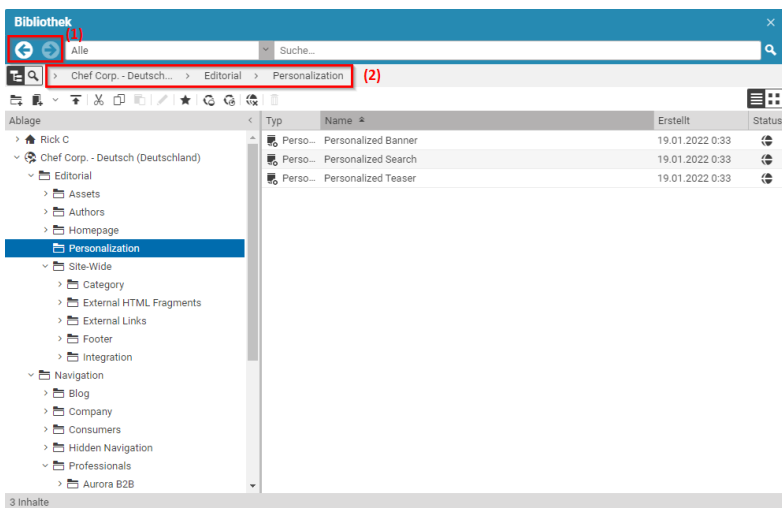 Bibliothek
(1)
Alle Suche...
> Chef Corp. - Deutsch... > Editorial > Personalization (2)
Ablage Typ Name Erstellt Status
Rick C
Chef Corp. - Deutsch (Deutschland)
Editorial
Assets
Authors
Homepage
Personalization
Site-Wide
Category
External HTML Fragments
External Links
Footer
Integration
Navigation
Blog
Company
Consumers
Hidden Navigation
Professionals
Aurora B2B
Perso... Personalized Banner 19.01.2022 0:33
Perso... Personalized Search 19.01.2022 0:33
Perso... Personalized Teaser 19.01.2022 0:33
3 Inhalte